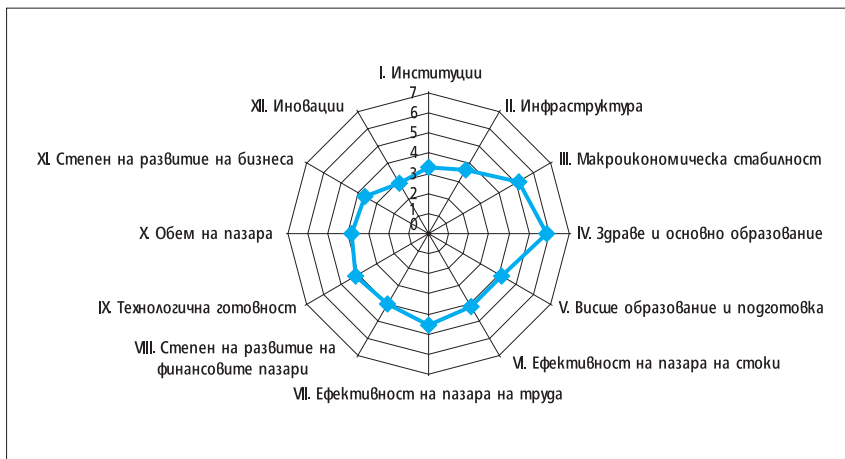 I. Институции
II. Инфраструктура
III. Макроикономическа стабилност
IV. Здраве и основно образование
V. Висше образование и подготовка
VI. Ефективност на пазара на стоки
VII. Ефективност на пазара на труда
VIII. Степен на развитие на
финансовите пазари
IX. Технологична готовност
X. Обем на пазара
XI. Степен на развитие на бизнеса
XII. Иновации
7
6
5
4
3
2
1
0